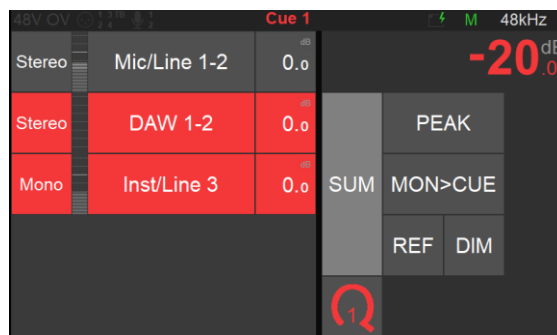 48V OV
Cue 1
M 48kHz
Stereo Mic/Line 1-2 dB 0.0
-20.0 dB
Stereo DAW 1-2 dB 0.0
PEAK
Mono Inst/Line 3 dB 0.0
SUM MON>CUE
REF DIM
1